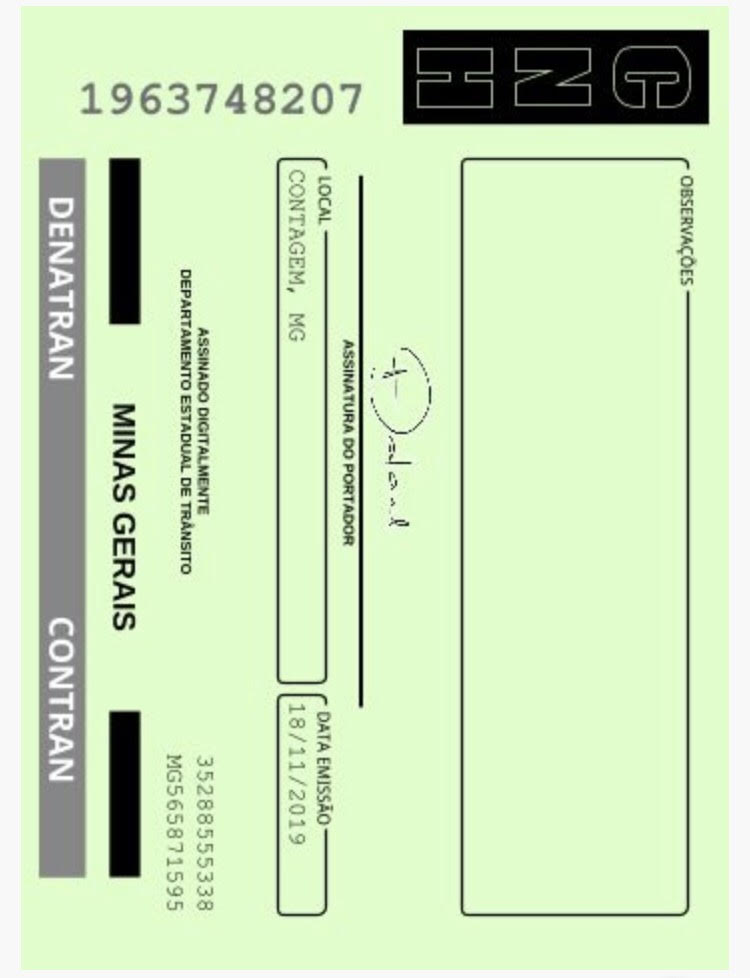 OBSERVAÇÕES
ASSINATURA DO PORTADOR
LOCAL
CONTAGEM, MG
DATA EMISSÃO
18/11/2019
ASSINADO DIGITALMENTE
DEPARTAMENTO ESTADUAL DE TRÂNSITO
35288555338
MG565871595
MINAS GERAIS
DENATRAN CONTRAN
CNH
1963748207